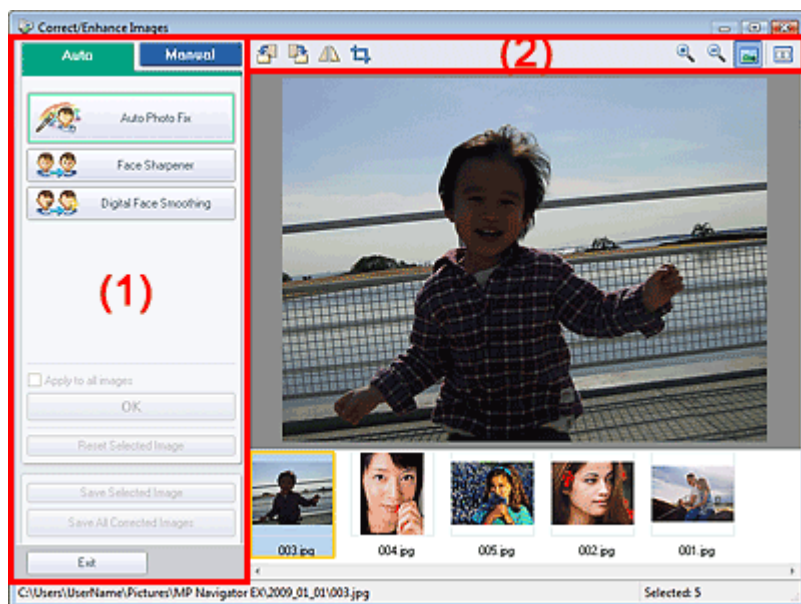 Correct/Enhance Images
Auto
Manual
(2)
Auto Photo Fix
Face Sharpener
Digital Face Smoothing
(1)
Apply to all images
OK
Reset Selected Image
Save Selected Image
Save All Corrected Images
Exit
003.jpg
004.jpg
005.jpg
002.jpg
001.jpg
C:\Users\UserName\Pictures\MP Navigator EX\2009_01_01\003.jpg
Selected: 5